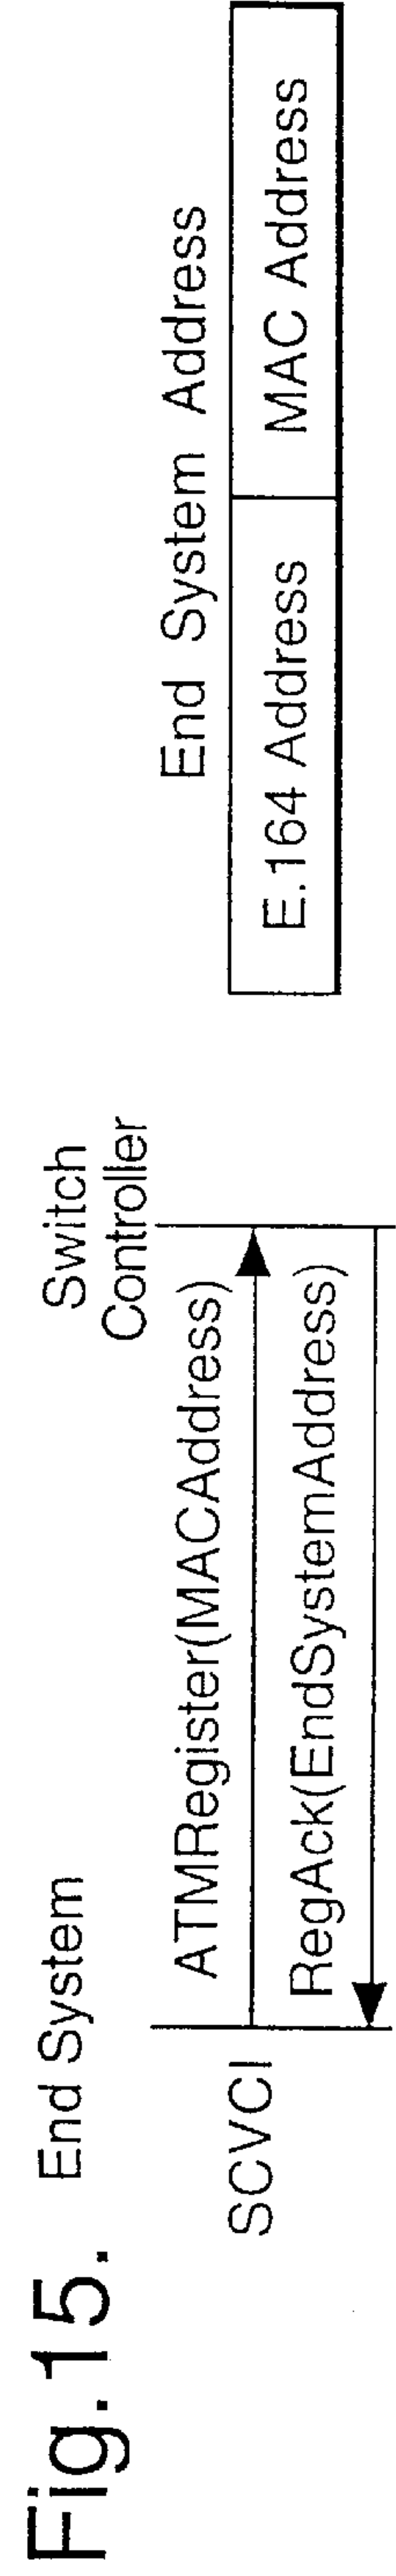 Fig.15.
End System
Switch
Controller
SCVCI
ATMRegister(MACAddress)
RegAck(EndSystemAddress)
End System Address
E.164 Address
MAC Address